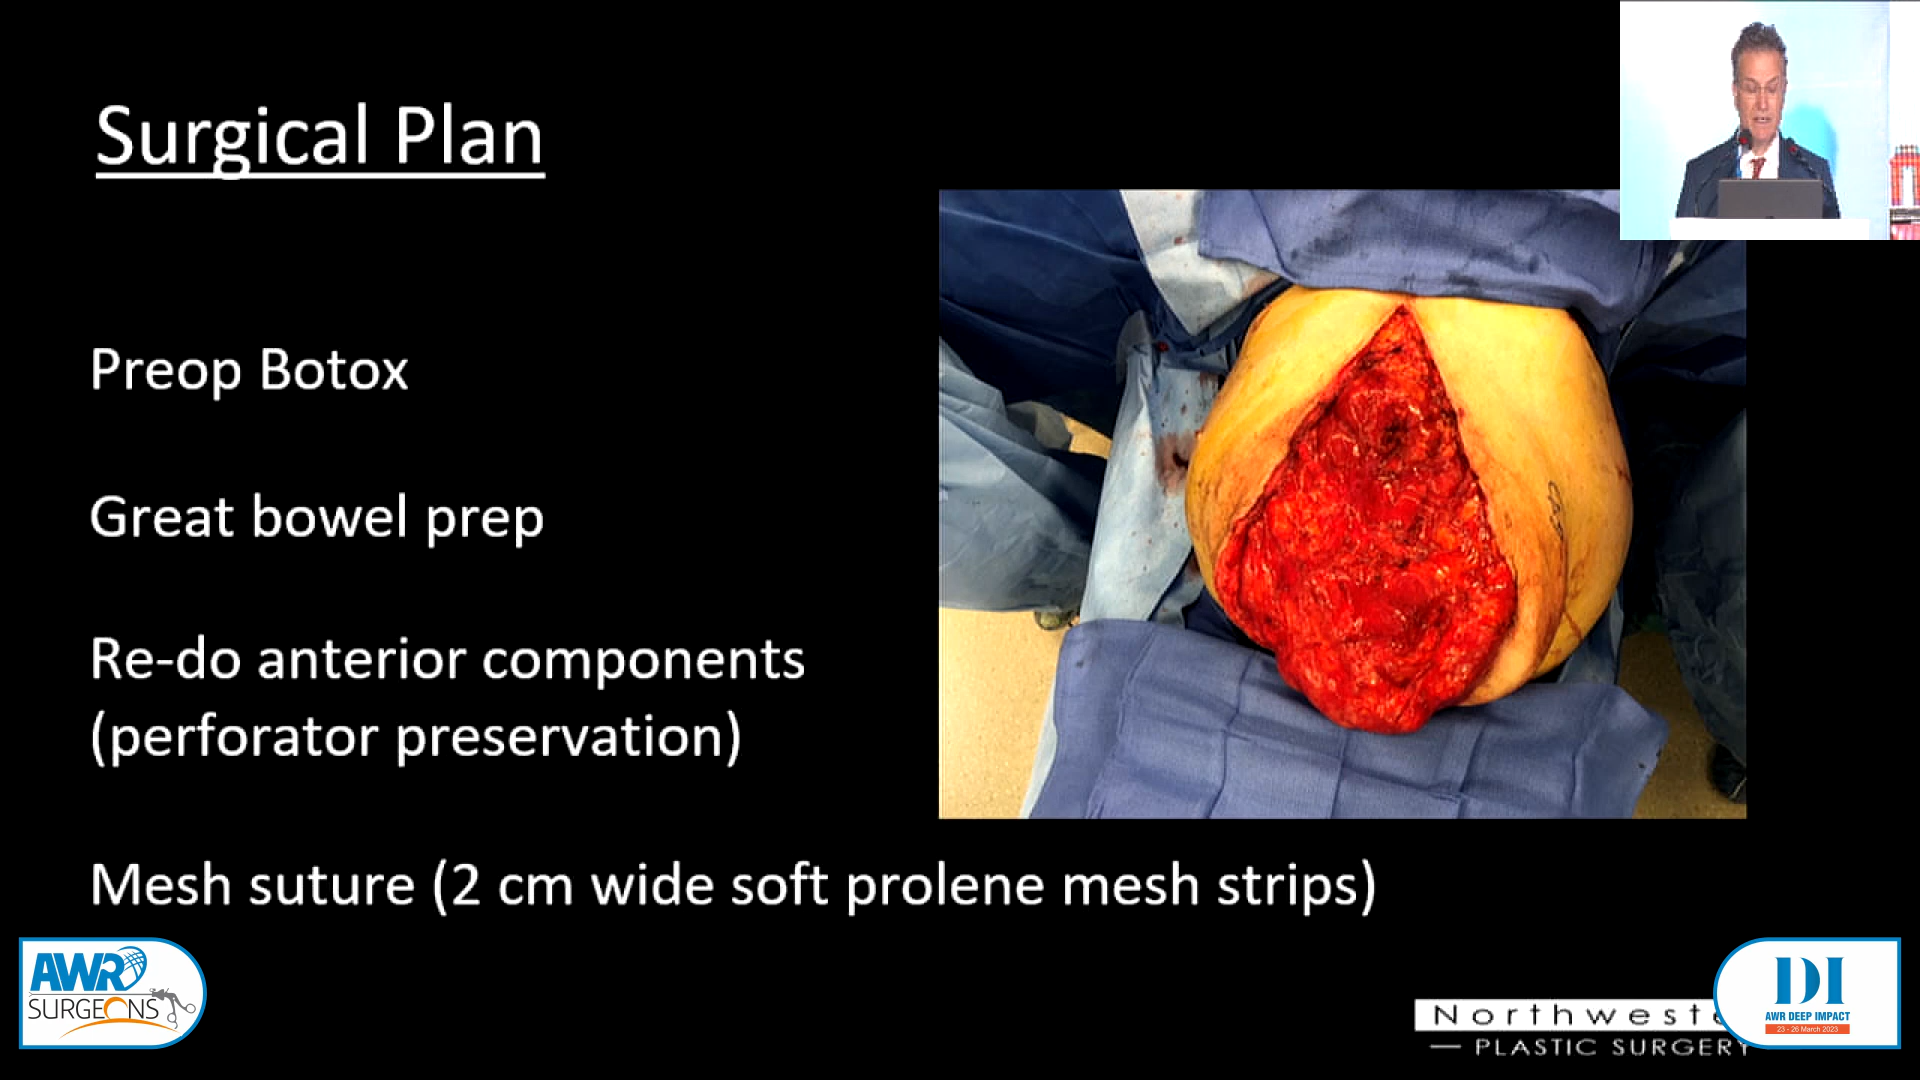 Surgical Plan
Preop Botox
Great bowel prep
Re-do anterior components
(perforator preservation)
Mesh suture (2 cm wide soft prolene mesh strips)
AWR
SURGEONS
Northweste
PLASTIC SURGERY
DI
AWR DEEP IMPACT
23 - 26 March 2023